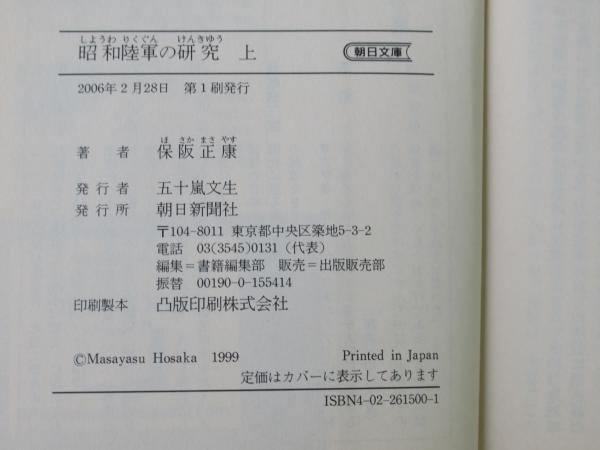 しようわ りくぐん けんきゆう
昭和陸軍の研究 上 朝日文庫
2006年2月28日 第1刷発行
ほ さか まさ やす
著者 保阪正康
発行者 五十嵐文生
発行所 朝日新聞社
〒104-8011 東京都中央区築地5-3-2
電話 03(3545)0131(代表)
編集=書籍編集部 販売=出版販売部
振替 00190-0-155414
印刷製本 凸版印刷株式会社
©Masayasu Hosaka 1999 Printed in Japan
定価はカバーに表示してあります
ISBN4-02-261500-1